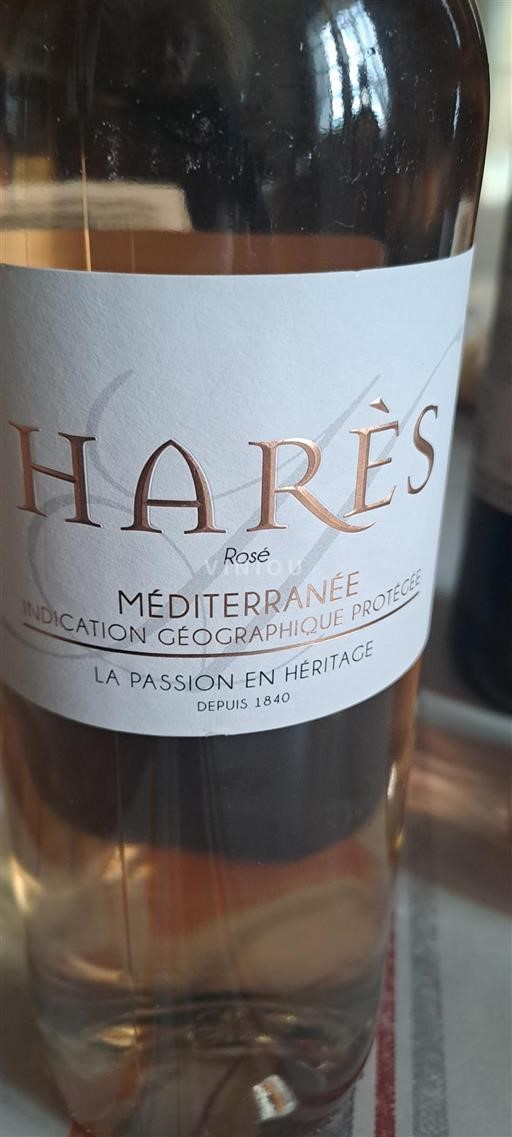 HARÈS
Rosé
VINIOU
MÉDITERRANÉE
INDICATION GÉOGRAPHIQUE PROTÉGÉE
LA PASSION EN HÉRITAGE
DEPUIS 1840